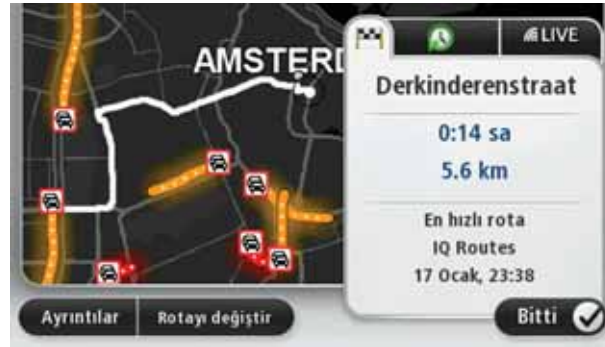 AMSTERD
LIVE
Derkinderenstraat
0:14 sa
5.6 km
En hızlı rota
IQ Routes
17 Ocak, 23:38
Ayrıntılar
Rotayı değiştir
Bitti